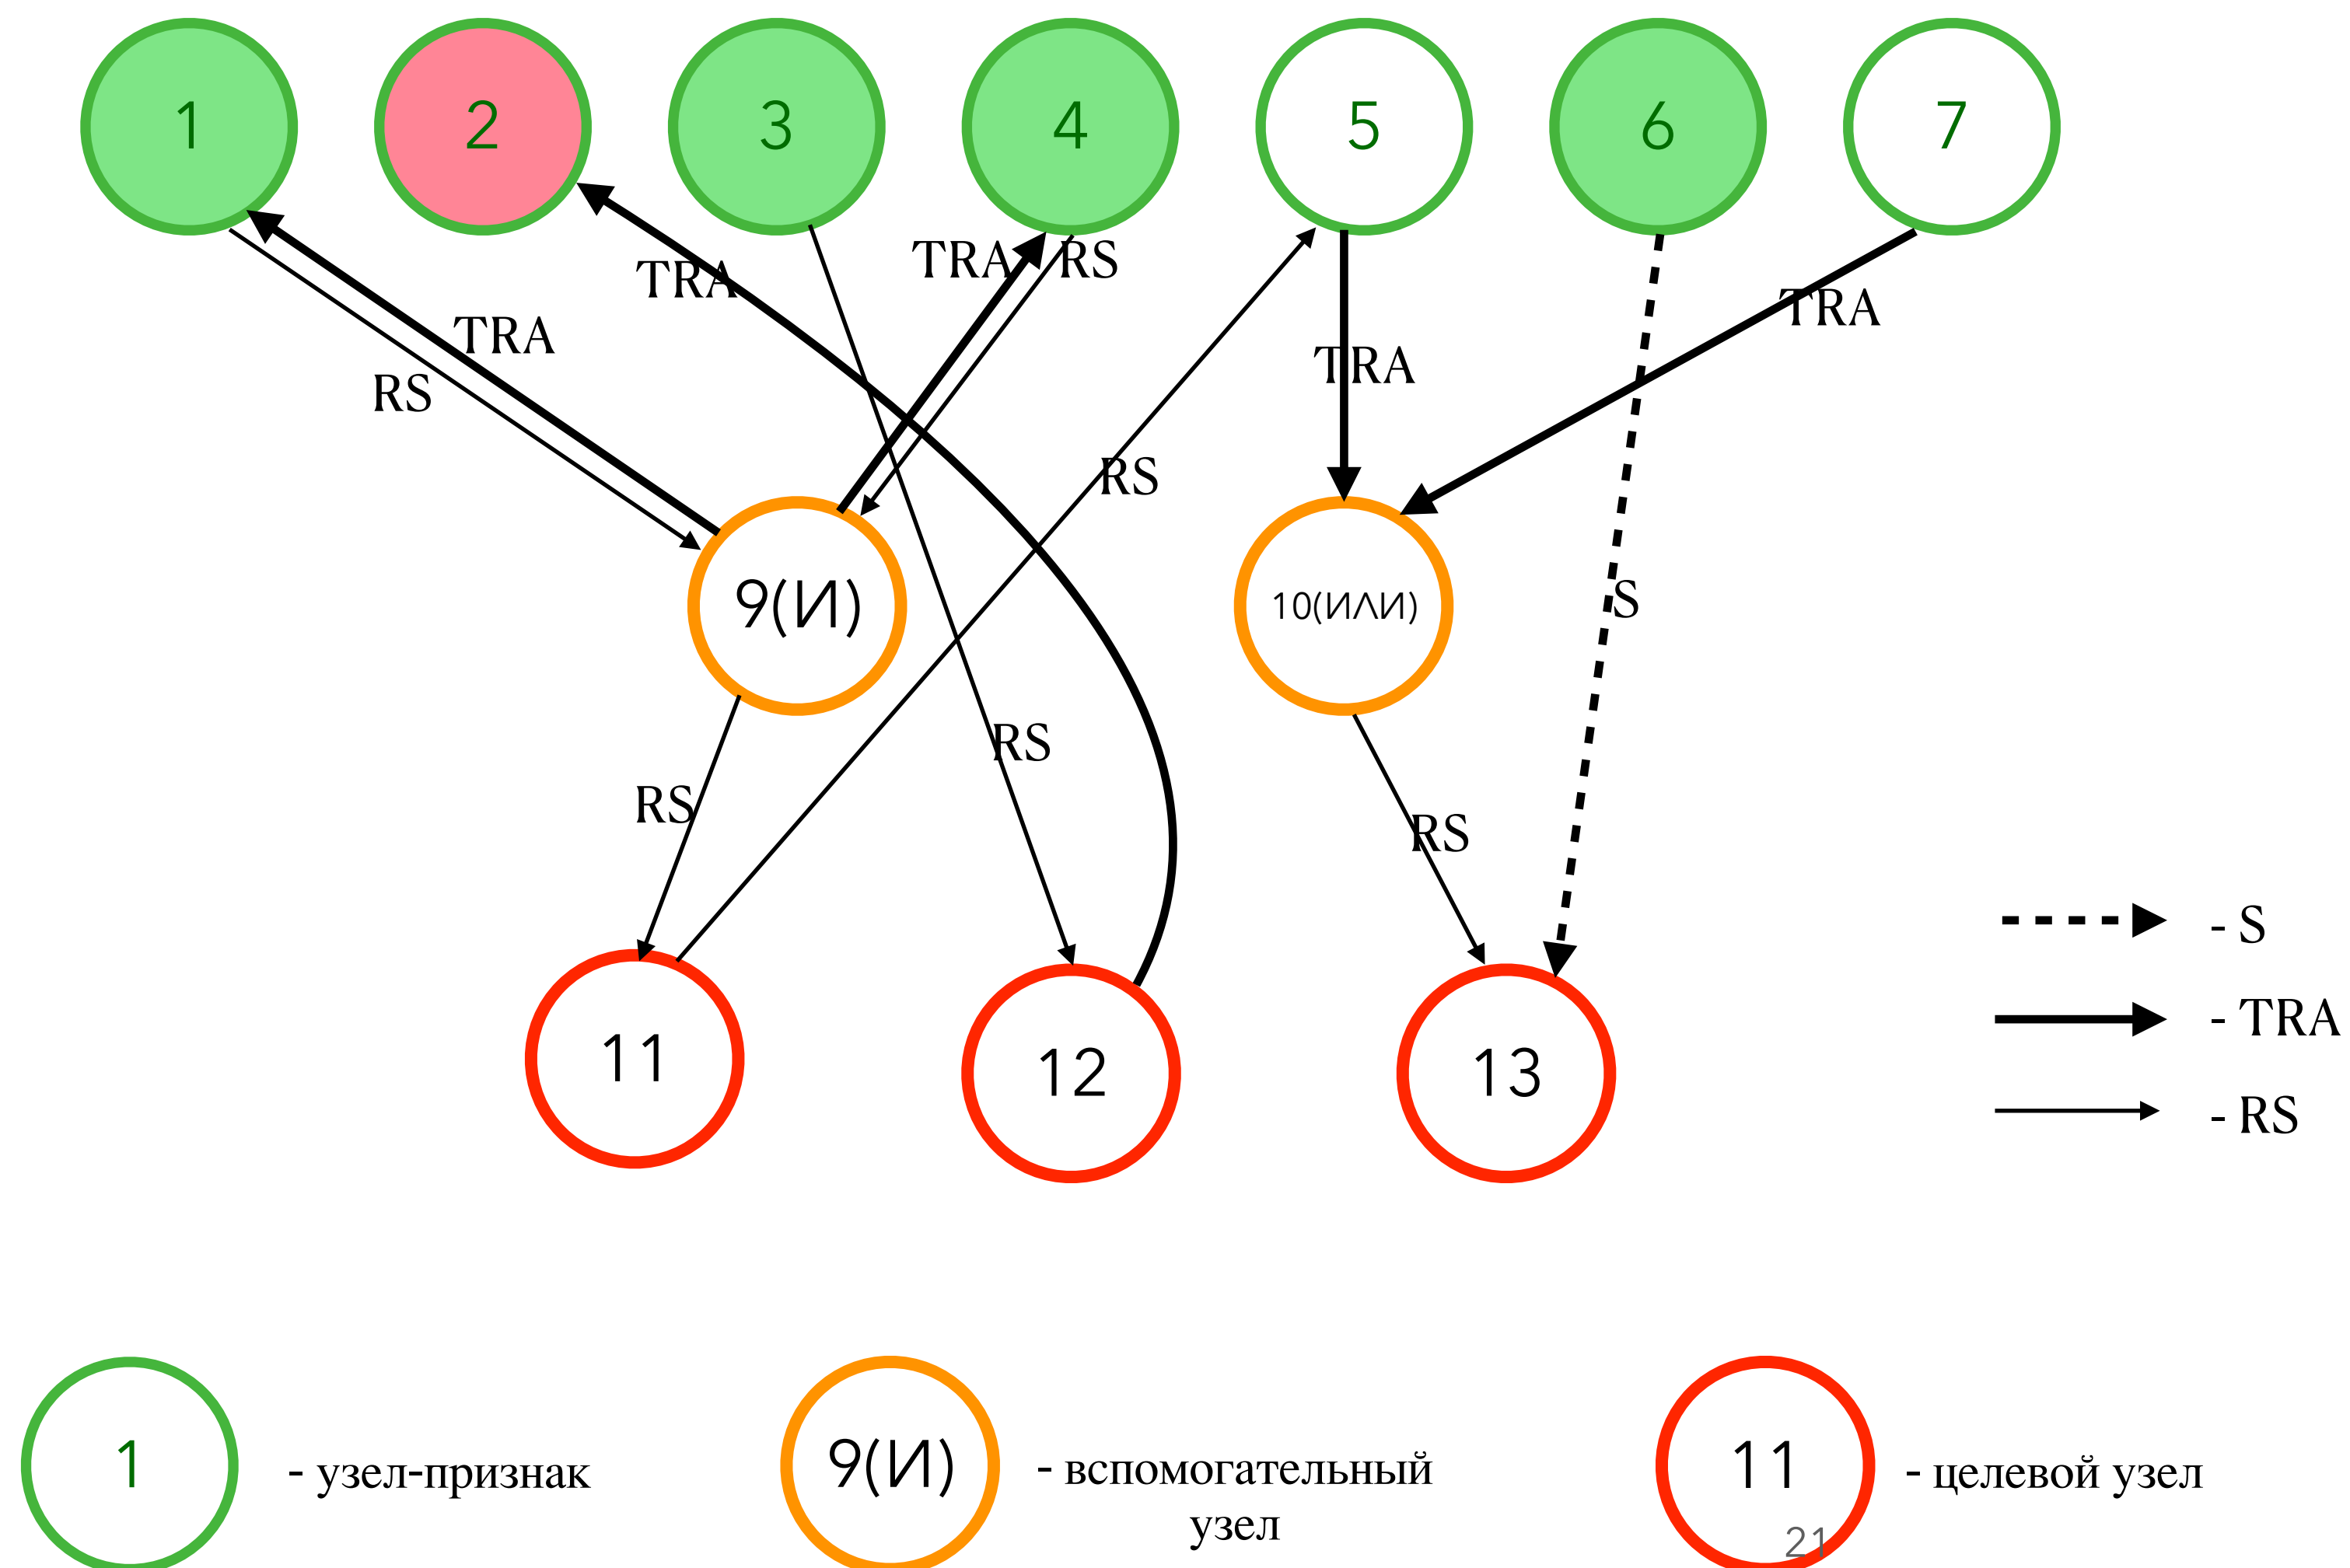 1
2
3
4
5
6
7
TRA
RS
TRA
TRA
RS
TRA
RS
TRA
RS
TRA
S
9(И)
10(ИЛИ)
RS
RS
RS
11
12
13
- S
- TRA
- RS
1
- узел-признак
9(И)
- вспомогательный
узел
11
- целевой узел
21